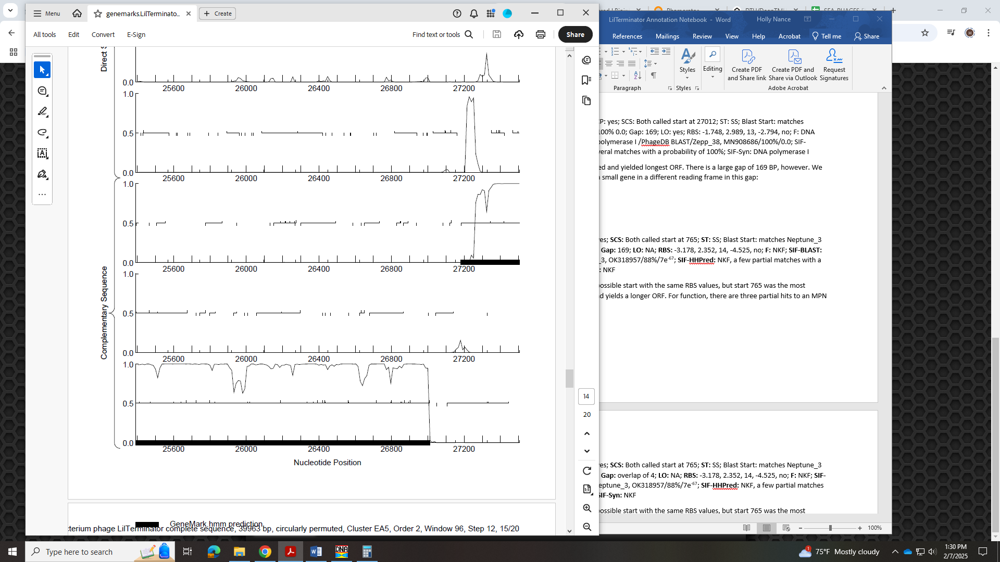 Menu
genemarks.LilTerminato...
Create
All tools
Edit
Convert
E-Sign
Find text or tools
Share
Direct S
0.0
25600 26000 26400 26800 27200
1.0
0.5
0.0
25600 26000 26400 26800 27200
1.0
0.5
0.0
25600 26000 26400 26800 27200
1.0
0.5
0.0
25600 26000 26400 26800 27200
1.0
0.5
0.0
25600 26000 26400 26800 27200
Complementary Sequence
Nucleotide Position
GeneMark.hmm prediction
cterium phage LilTerminator complete sequence, 39963 bp, circularly permuted, Cluster EA5, Order 2, Window 96, Step 12, 15/20
14
20
LilTerminator Annotation Notebook - Word
Holly Nance
References
Mailings
Review
View
Help
Acrobat
Tell me
Share
Styles
Editing
Create PDF
and Share link
Create PDF and
Share via Outlook
Request
Signatures
Paragraph
Styles
Adobe Acrobat
P: yes; SCS: Both called start at 27012; ST: SS; Blast Start: matches
100% 0.0; Gap: 169; LO: yes; RBS: -1.748, 2.989, 13, -2.794, no; F: DNA
olymerase I /PhageDB BLAST/Zepp_38, MN908686/100%/0.0; SIF-
veral matches with a probability of 100%; SIF-Syn: DNA polymerase I
ed and yielded longest ORF. There is a large gap of 169 BP, however. We
small gene in a different reading frame in this gap:
yes; SCS: Both called start at 765; ST: SS; Blast Start: matches Neptune_3
Gap: 169; LO: NA; RBS: -3.178, 2.352, 14, -4.525, no; F: NKF; SIF-BLAST:
_3, OK318957/88%/7e-67; SIF-HHPred: NKF, a few partial matches with a
: NKF
possible start with the same RBS values, but start 765 was the most
d yields a longer ORF. For function, there are three partial hits to an MPN
yes; SCS: Both called start at 765; ST: SS; Blast Start: matches Neptune_3
Gap: overlap of 4; LO: NA; RBS: -3.178, 2.352, 14, -4.525, no; F: NKF; SIF-
eptune_3, OK318957/88%/7e-67; SIF-HHPred: NKF, a few partial matches
SIF-Syn: NKF
possible start with the same RBS values, but start 765 was the most
100%
Type here to search
DNA
75°F Mostly cloudy
1:30 PM
2/7/2025